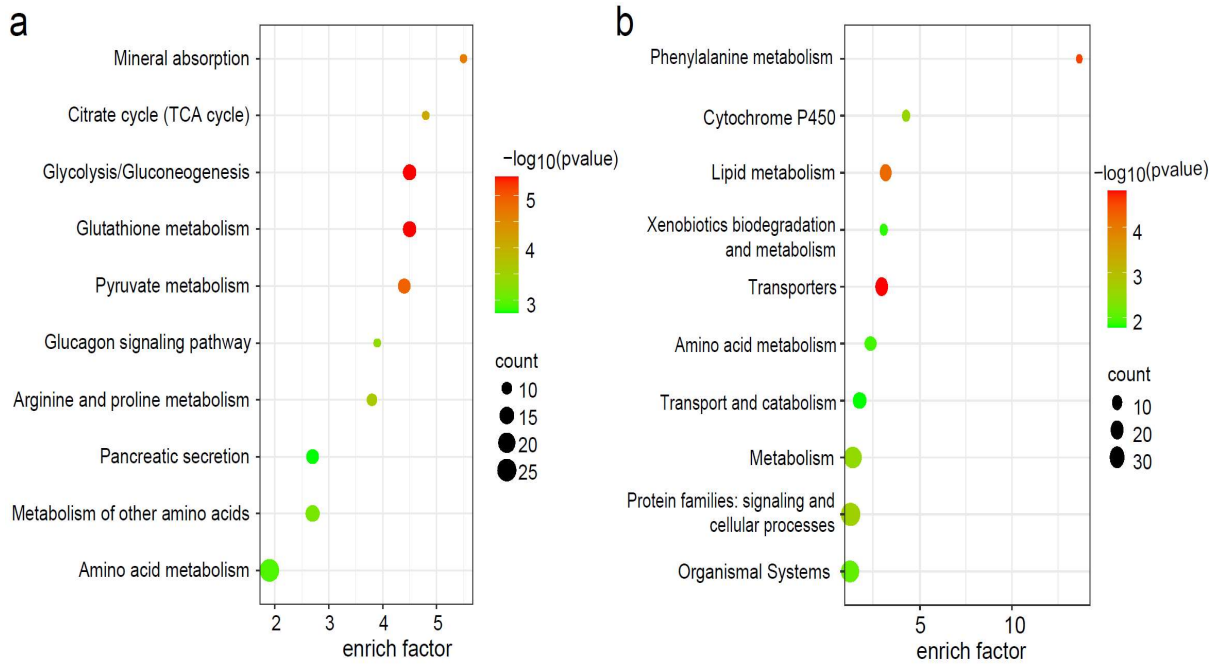 a
Mineral absorption
Citrate cycle (TCA cycle)
Glycolysis/Gluconeogenesis
Glutathione metabolism
Pyruvate metabolism
Glucagon signaling pathway
Arginine and proline metabolism
Pancreatic secretion
Metabolism of other amino acids
Amino acid metabolism
2 3 4 5
enrich factor
−log10(pvalue)
5
4
3
count
10
15
20
25
b
Phenylalanine metabolism
Cytochrome P450
Lipid metabolism
Xenobiotics biodegradation
and metabolism
Transporters
Amino acid metabolism
Transport and catabolism
Metabolism
Protein families: signaling and
cellular processes
Organismal Systems
5 10
enrich factor
−log10(pvalue)
4
3
2
count
10
20
30